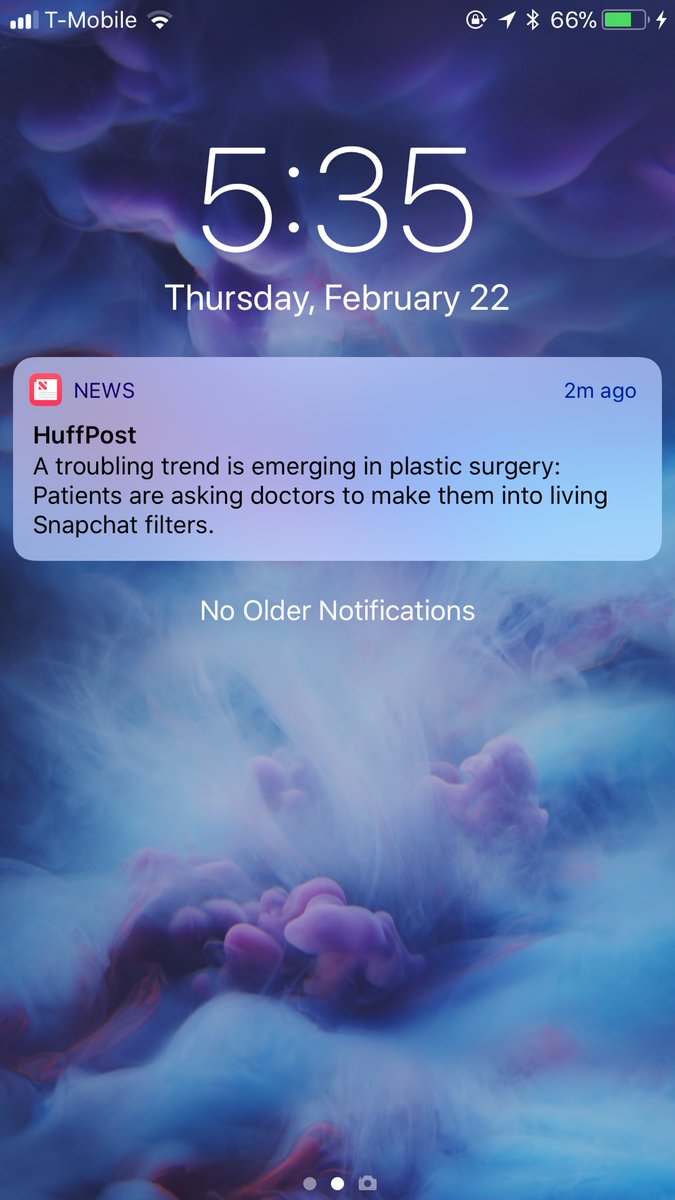 T-Mobile 66%
5:35
Thursday, February 22
NEWS 2m ago
HuffPost
A troubling trend is emerging in plastic surgery:
Patients are asking doctors to make them into living
Snapchat filters.
No Older Notifications